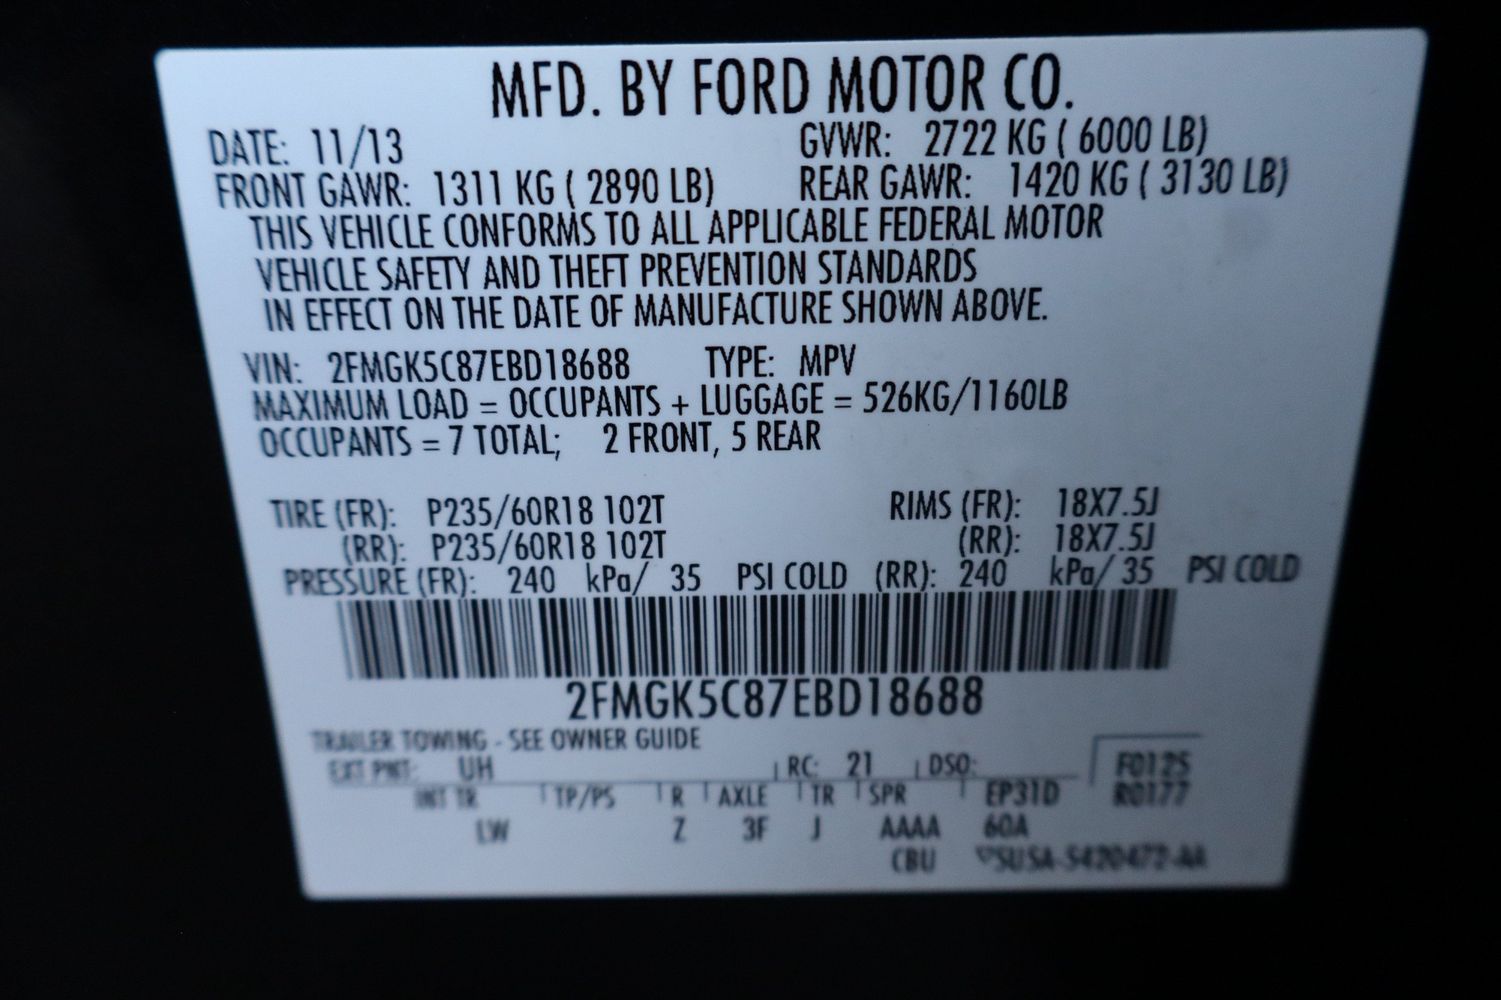 MFD. BY FORD MOTOR CO.
DATE: 11/13 GVWR: 2722 KG ( 6000 LB)
FRONT GAWR: 1311 KG ( 2890 LB) REAR GAWR: 1420 KG ( 3130 LB)
THIS VEHICLE CONFORMS TO ALL APPLICABLE FEDERAL MOTOR
VEHICLE SAFETY AND THEFT PREVENTION STANDARDS
IN EFFECT ON THE DATE OF MANUFACTURE SHOWN ABOVE.
VIN: 2FMGK5C87EBD18688 TYPE: MPV
MAXIMUM LOAD = OCCUPANTS + LUGGAGE = 526KG/1160LB
OCCUPANTS = 7 TOTAL; 2 FRONT, 5 REAR
TIRE (FR): P235/60R18 102T RIMS (FR): 18X7.5J
(RR): P235/60R18 102T (RR): 18X7.5J
PRESSURE (FR): 240 kPa/ 35 PSI COLD (RR): 240 kPa/ 35 PSI COLD
2FMGK5C87EBD18688
TRAILER TOWING - SEE OWNER GUIDE
EXT PNT: UH RC: 21 DSO: F0125
INT TR TP/PS R AXLE TR SPR EP31D R0177
LW Z 3F J AAAA 60A
CBU